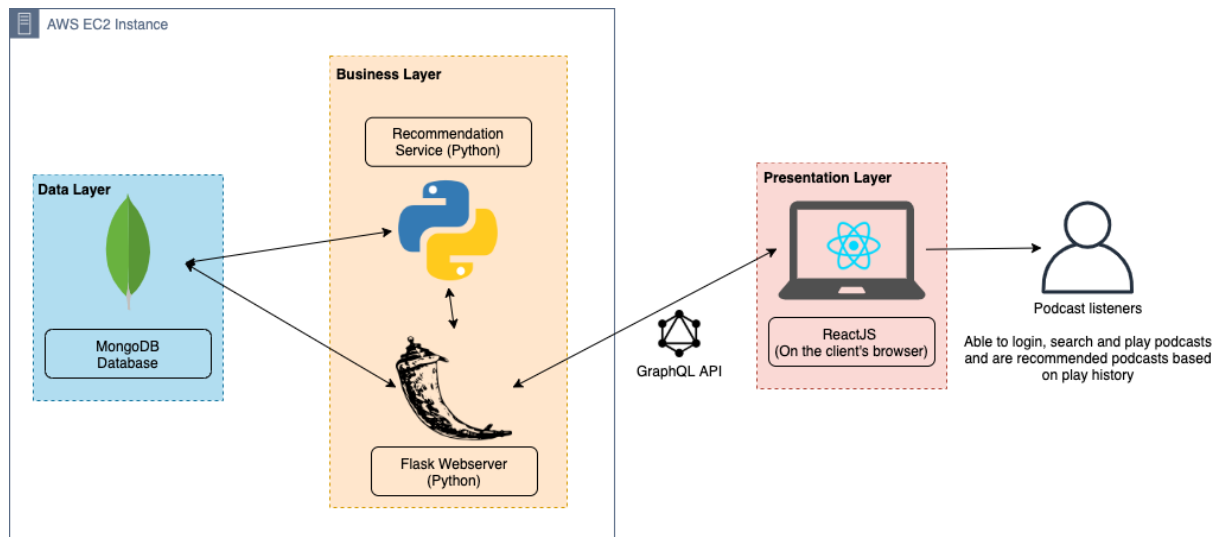 AWS EC2 Instance
Business Layer
Recommendation
Service (Python)
Data Layer
MongoDB
Database
Flask Webserver
(Python)
GraphQL API
Presentation Layer
ReactJS
(On the client's browser)
Podcast listeners
Able to login, search and play podcasts
and are recommended podcasts based
on play history